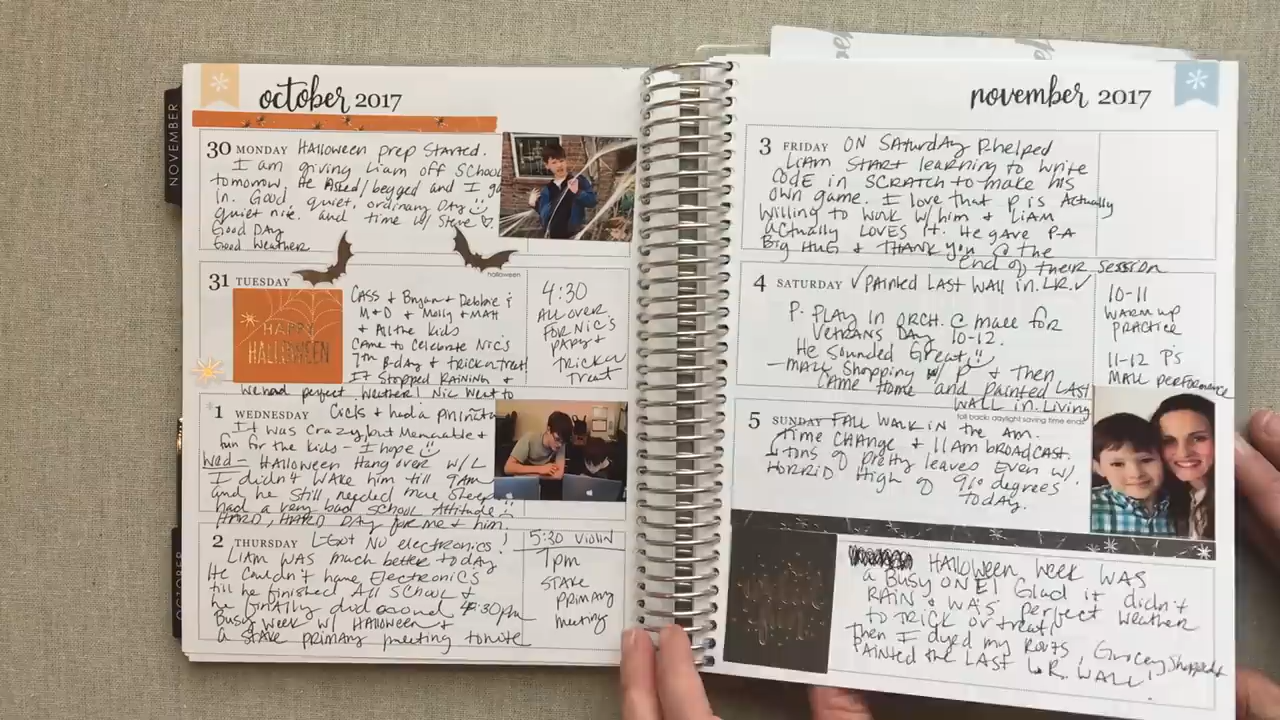 NOVEMBER
OCTOBER
october 2017
30 MONDAY Halloween prep started.
I am giving Liam off School
tomorrow. He Asked/begged and I ga
in. Good, quiet, ordinary Day
quiet nite. and time w/ Steve
Good Day
Good Weather
halloween
31 TUESDAY
HAPPY
HALLOWEEN
Cass & Bryan & Debbie &
M&D & Molly & Matt
& All the kids
Came to Celebrate Nic's
7th B-day & trick or treat!
It Stopped Raining &
We had perfect weather! Nic Went to
4:30
All over
for Nic's
Party &
Trick or
Treat
1 WEDNESDAY
It was crazy, but memorable &
fun for the kids - I hope
Wed - Halloween Hang over w/ L
I didn't wake him till 9AM
and he still needed more Sleep
had a very bad School Attitude
HARD, HARD Day for me & him.
2 THURSDAY L-Got No electronics!
Liam was much better today
He couldn't have Electronics
till he finished All School &
he finally did around 4:30pm
Busy week w/ Halloween &
a Stake primary meeting tonite
5:30 Violin
1pm
Stake
Primary
meeting
november 2017
3 FRIDAY ON Saturday P. helped
Liam Start learning to write
Code in SCRATCH to make his
own game. I love that P is Actually
willing to work w/ him & Liam
actually LOVES it. He gave P. A
Big Hug & THANK you @ the
End of their session
4 SATURDAY √Painted Last Wall in L.R.√
P. Play in Orch. @ mall for
Vetrans Day 10-12.
He Sounded Great
- Mall Shopping w/ P & Then
Came Home and painted Last
Wall in Living
10-11
Warm up
practice
11-12 P's
Mall performance
fall back: daylight saving time ends
5 SUNDAY Fall Walk in the AM.
Time Change & 11AM broadcast.
Tons of pretty leaves Even w/
Horrid High of 91° degrees
today.
Halloween Week was
a Busy ONE! Glad it didn't
Rain & was perfect weather
to Trick or treat!
Then I dyed my roots, Grocery Shopped &
Painted the Last L.R. Wall!